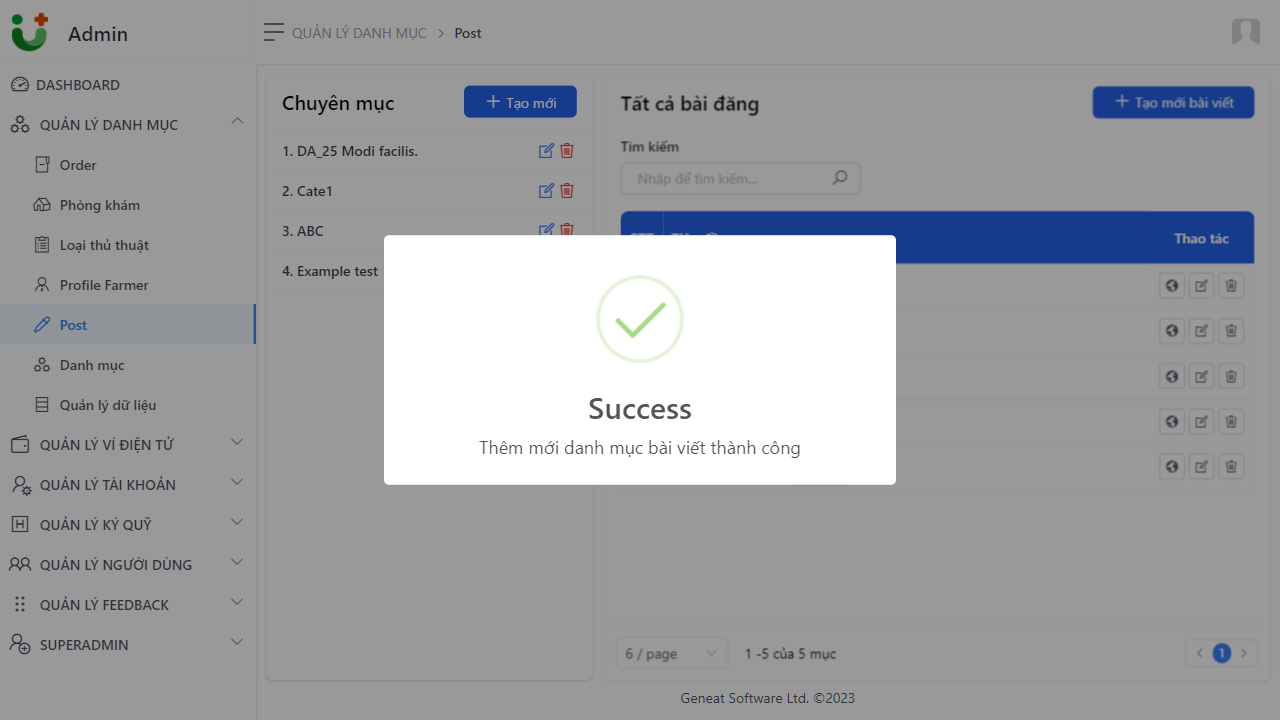 Admin
QUẢN LÝ DANH MỤC > Post
DASHBOARD
QUẢN LÝ DANH MỤC
Order
Phòng khám
Loại thủ thuật
Profile Farmer
Post
Danh mục
Quản lý dữ liệu
QUẢN LÝ VÍ ĐIỆN TỬ
QUẢN LÝ TÀI KHOẢN
QUẢN LÝ KÝ QUỸ
QUẢN LÝ NGƯỜI DÙNG
QUẢN LÝ FEEDBACK
SUPERADMIN
Chuyên mục
Tạo mới
1. DA_25 Modi facilis.
2. Cate1
3. ABC
4. Example test
Tất cả bài đăng
Tạo mới bài viết
Tìm kiếm
Nhập để tìm kiếm...
Thao tác
Success
Thêm mới danh mục bài viết thành công
6 / page
1 -5 của 5 mục
1
Geneat Software Ltd. ©2023